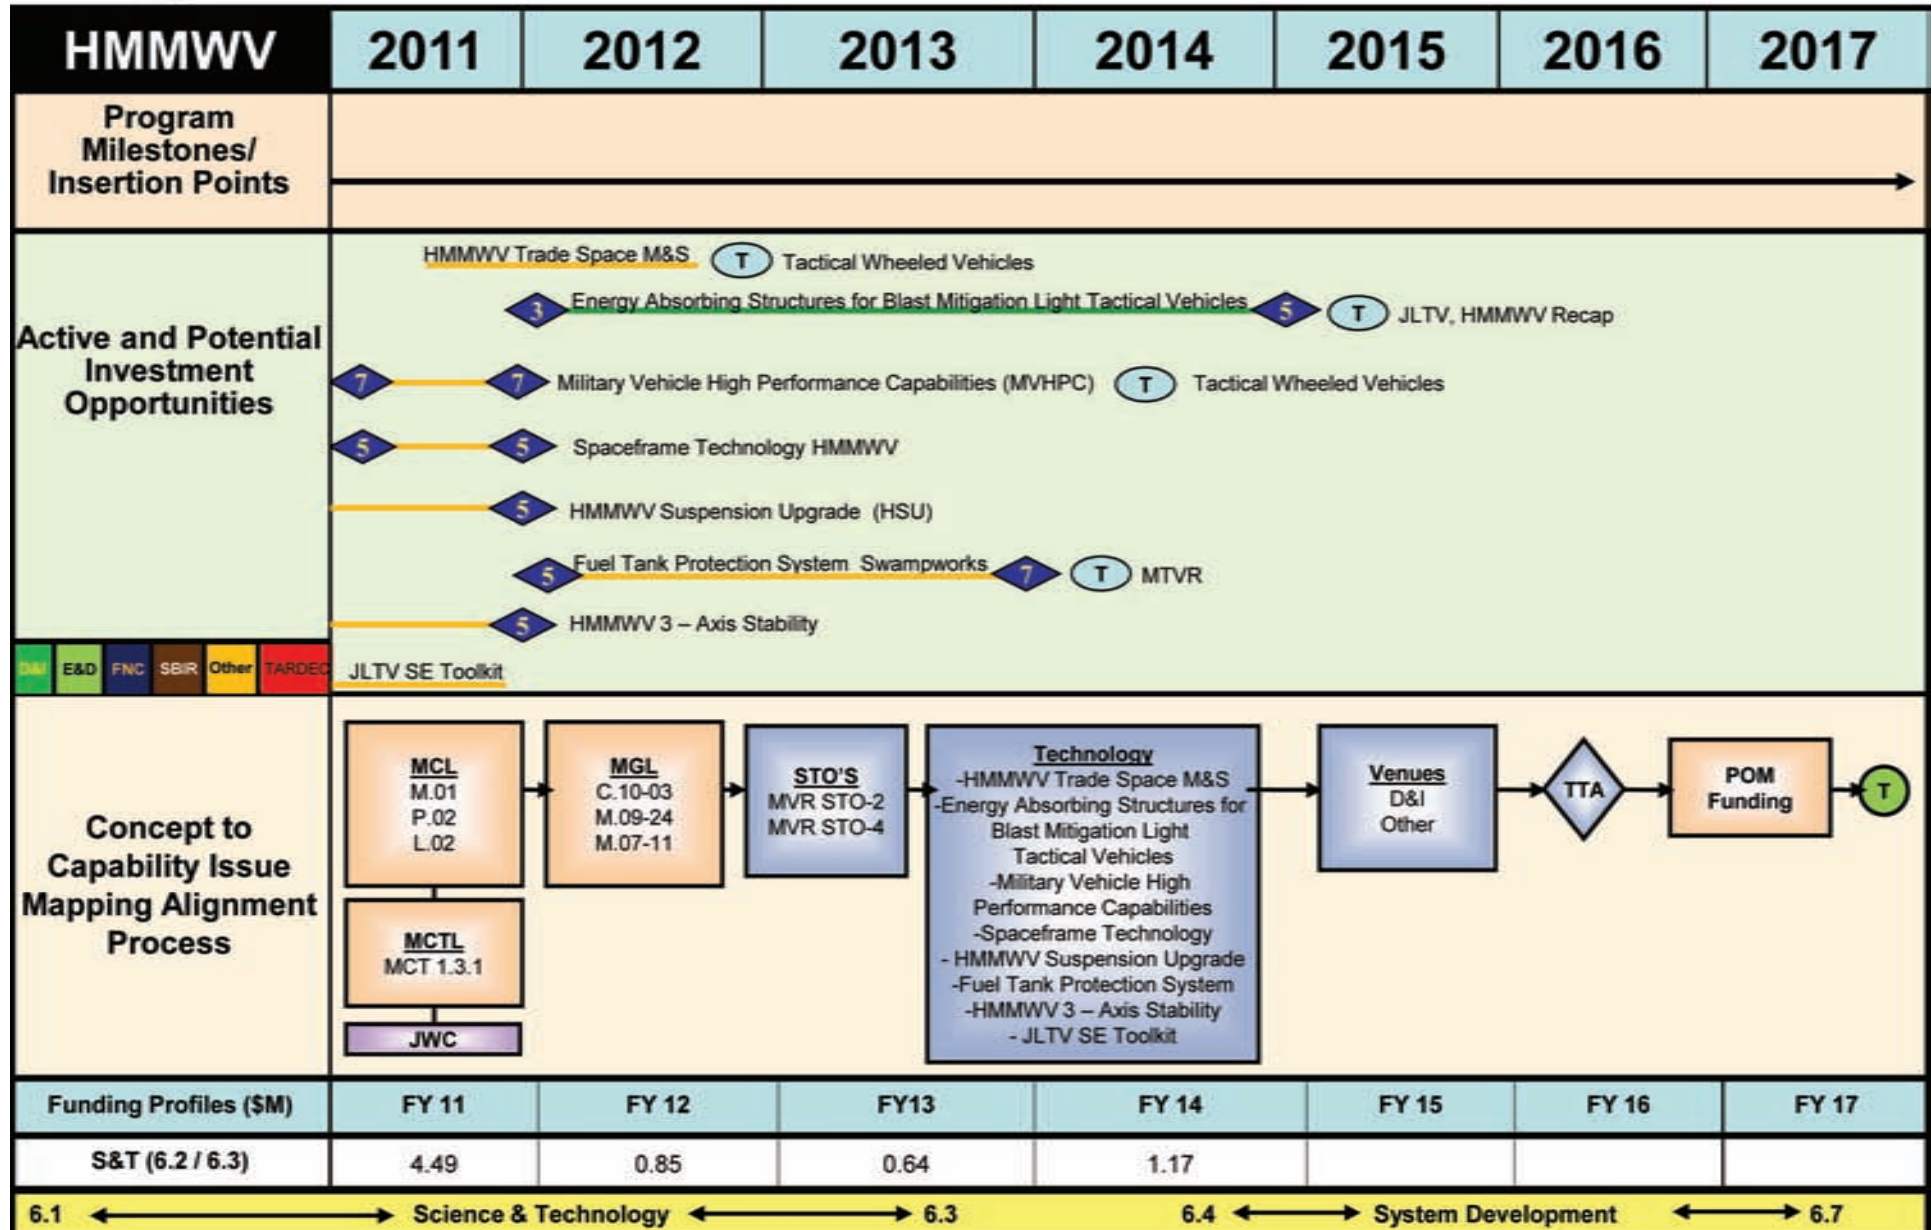 HMMWV 2011 2012 2013 2014 2015 2016 2017
Program
Milestones/
Insertion Points
Active and Potential
Investment
Opportunities
HMMWV Trade Space M&S T Tactical Wheeled Vehicles
3 Energy Absorbing Structures for Blast Mitigation Light Tactical Vehicles 5 T JLTV, HMMWV Recap
7 7 Military Vehicle High Performance Capabilities (MVHPC) T Tactical Wheeled Vehicles
5 5 Spaceframe Technology HMMWV
5 HMMWV Suspension Upgrade (HSU)
5 Fuel Tank Protection System Swampworks 7 T MTVR
5 HMMWV 3 – Axis Stability
D&I E&D FNC SBIR Other TARDEC
JLTV SE Toolkit
Concept to
Capability Issue
Mapping Alignment
Process
MCL
M.01
P.02
L.02
MCTL
MCT 1.3.1
JWC
MGL
C.10-03
M.09-24
M.07-11
STO'S
MVR STO-2
MVR STO-4
Technology
-HMMWV Trade Space M&S
-Energy Absorbing Structures for
Blast Mitigation Light
Tactical Vehicles
-Military Vehicle High
Performance Capabilities
-Spaceframe Technology
- HMMWV Suspension Upgrade
-Fuel Tank Protection System
-HMMWV 3 – Axis Stability
- JLTV SE Toolkit
Venues
D&I
Other
TTA
POM
Funding
T
Funding Profiles ($M) FY 11 FY 12 FY13 FY 14 FY 15 FY 16 FY 17
S&T (6.2 / 6.3) 4.49 0.85 0.64 1.17
6.1 Science & Technology 6.3 6.4 System Development 6.7